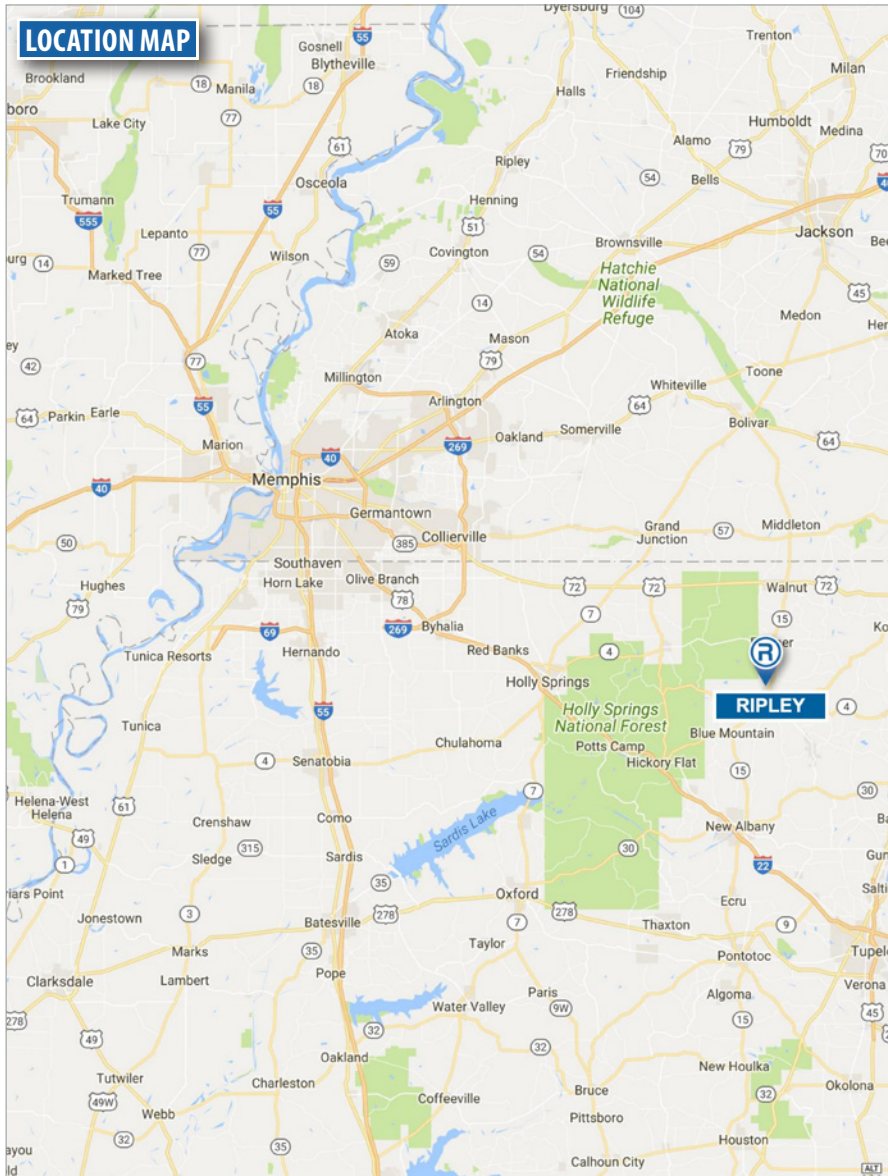 LOCATION MAP
Dyersburg
104
Trenton
Gosnell
55
Blytheville
Friendship
Milan
Brookland
18
Manila
18
Halls
boro
77
Humboldt
Lake City
Medina
77
61
Alamo
79
70
Osceola
Ripley
54
Bells
40
Trumann
Henning
555
55
51
Jackson
Lepanto
Brownsville
Wilson
Covington
54
urg
14
77
59
Hatchie
National
Wildlife
Refuge
Marked Tree
45
14
Medon
Atoka
Mason
ey
77
79
42
Toone
Millington
Whiteville
Arlington
64
64
Parkin
Earle
55
Bolivar
Marion
Oakland
Somerville
64
40
269
Memphis
40
Germantown
Grand
Junction
57
Middleton
50
385
Collierville
Southaven
Hughes
Horn Lake
Olive Branch
72
72
Walnut
72
79
78
7
15
69
269
Byhalia
Tunica Resorts
Hernando
Red Banks
4
R
Holly Springs
RIPLEY
4
55
Holly Springs
National Forest
Tunica
Blue Mountain
Chulahoma
Potts Camp
4
Senatobia
Hickory Flat
15
7
30
Helena-West
Helena
61
Como
Crenshaw
Sardis Lake
New Albany
49
315
30
Sledge
Sardis
1
22
35
riars Point
Oxford
Ecru
3
278
278
Jonestown
7
Thaxton
9
Batesville
Marks
35
Taylor
Pontotoc
Tupelo
Clarksdale
Lambert
Pope
Paris
Algoma
Verona
278
Water Valley
9W
45
15
49
32
32
Oakland
New Houlka
Tutwiler
Charleston
Bruce
32
Okolona
49W
Coffeeville
Webb
Pittsboro
32
35
Houston
ayou
Calhoun City
ld
ALT